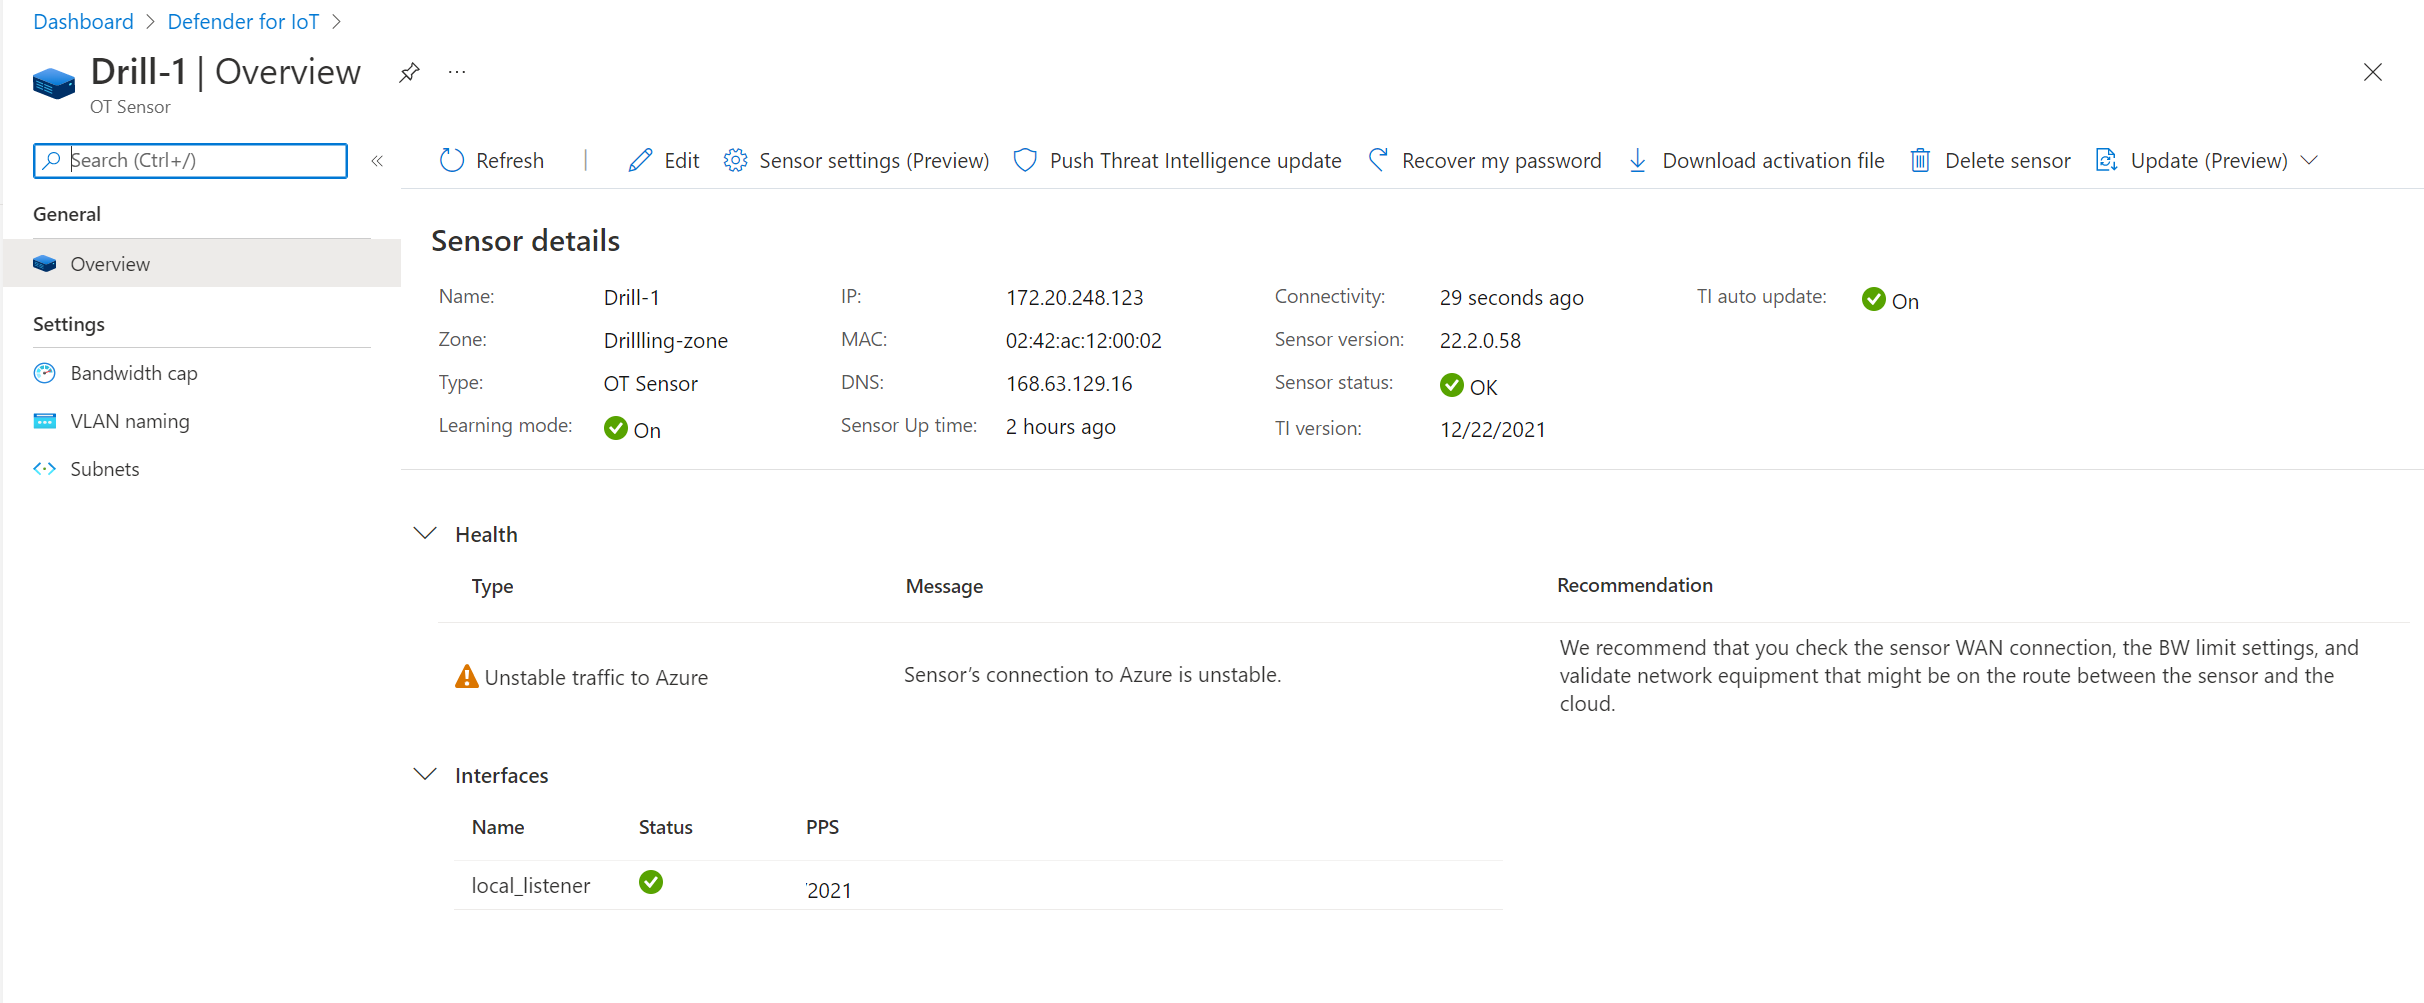 Dashboard > Defender for IoT >
Drill-1 | Overview ...
OT Sensor
Search (Ctrl+/) «
Refresh | Edit Sensor settings (Preview) Push Threat Intelligence update Recover my password Download activation file Delete sensor Update (Preview)
General
Overview
Settings
Bandwidth cap
VLAN naming
Subnets
Sensor details
Name: Drill-1 IP: 172.20.248.123 Connectivity: 29 seconds ago TI auto update: On
Zone: Drillling-zone MAC: 02:42:ac:12:00:02 Sensor version: 22.2.0.58
Type: OT Sensor DNS: 168.63.129.16 Sensor status: OK
Learning mode: On Sensor Up time: 2 hours ago TI version: 12/22/2021
Health
Type Message Recommendation
Unstable traffic to Azure Sensor’s connection to Azure is unstable. We recommend that you check the sensor WAN connection, the BW limit settings, and
validate network equipment that might be on the route between the sensor and the
cloud.
Interfaces
Name Status PPS
local_listener '2021